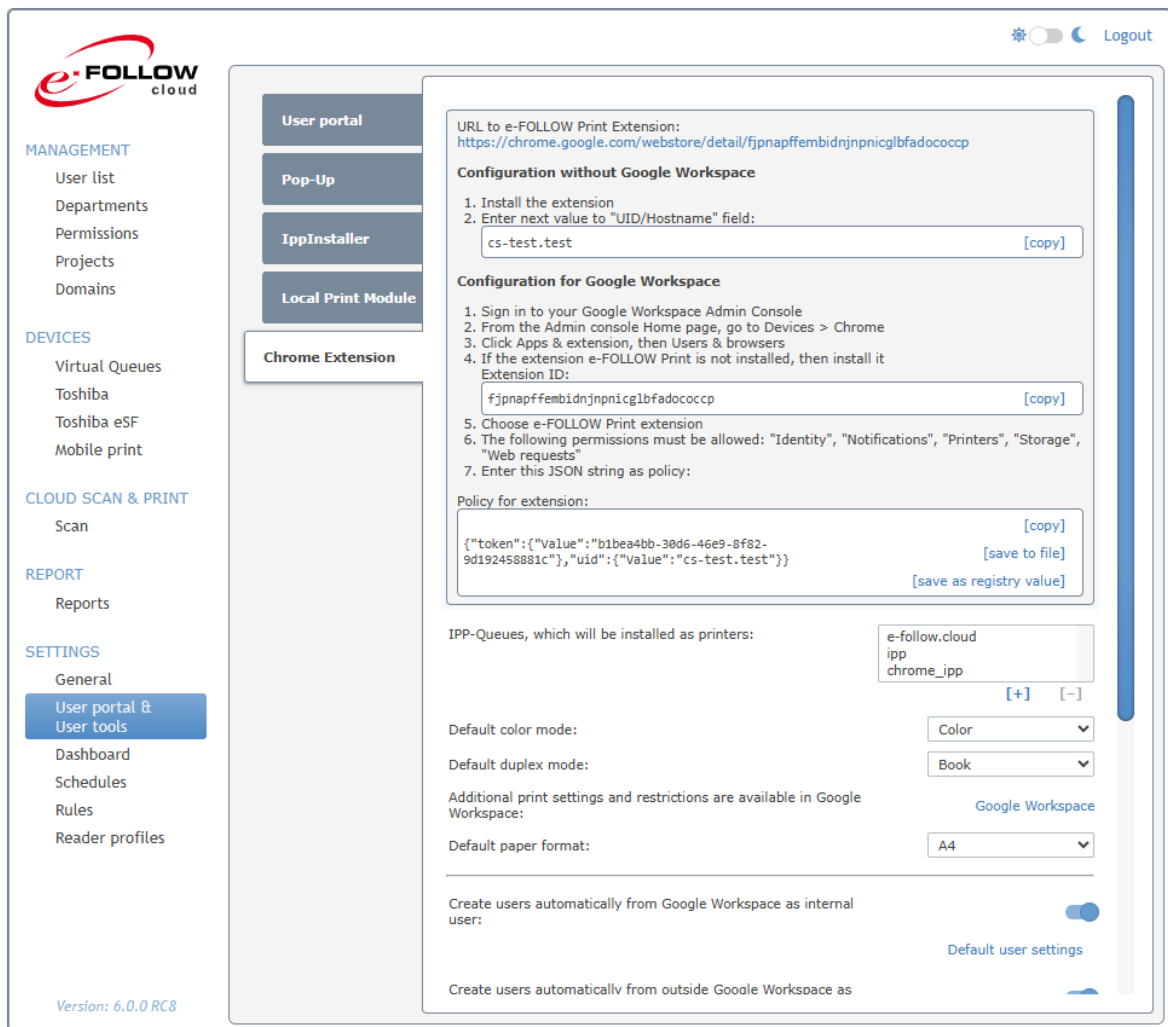 Logout
e-FOLLOW
cloud
MANAGEMENT
User list
Departments
Permissions
Projects
Domains
DEVICES
Virtual Queues
Toshiba
Toshiba eSF
Mobile print
CLOUD SCAN & PRINT
Scan
REPORT
Reports
SETTINGS
General
User portal &
User tools
Dashboard
Schedules
Rules
Reader profiles
Version: 6.0.0 RC8
User portal
Pop-Up
IppInstaller
Local Print Module
Chrome Extension
URL to e-FOLLOW Print Extension:
https://chrome.google.com/webstore/detail/fjpnapffembidnjnpnicglbfadococcp
Configuration without Google Workspace
1. Install the extension
2. Enter next value to "UID/Hostname" field:
cs-test.test [copy]
Configuration for Google Workspace
1. Sign in to your Google Workspace Admin Console
2. From the Admin console Home page, go to Devices > Chrome
3. Click Apps & extension, then Users & browsers
4. If the extension e-FOLLOW Print is not installed, then install it
Extension ID:
fjpnapffembidnjnpnicglbfadococcp [copy]
5. Choose e-FOLLOW Print extension
6. The following permissions must be allowed: "Identity", "Notifications", "Printers", "Storage",
"Web requests"
7. Enter this JSON string as policy:
Policy for extension:
[copy]
{"token":{"Value":"b1bea4bb-30d6-46e9-8f82-
9d192458881c"},"uid":{"Value":"cs-test.test"}}
[save to file]
[save as registry value]
IPP-Queues, which will be installed as printers:
e-follow.cloud
ipp
chrome_ipp
[+] [-]
Default color mode: Color
Default duplex mode: Book
Additional print settings and restrictions are available in Google
Workspace:
Google Workspace
Default paper format: A4
Create users automatically from Google Workspace as internal
user:
Default user settings
Create users automatically from outside Google Workspace as